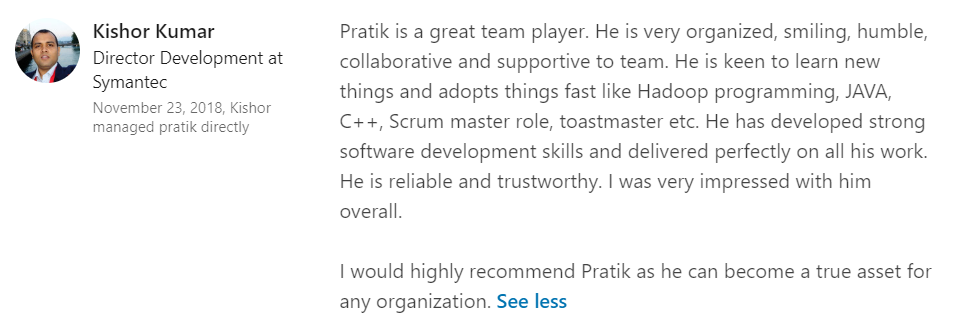 Kishor Kumar
Director Development at
Symantec
November 23, 2018, Kishor
managed pratik directly
Pratik is a great team player. He is very organized, smiling, humble,
collaborative and supportive to team. He is keen to learn new
things and adopts things fast like Hadoop programming, JAVA,
C++, Scrum master role, toastmaster etc. He has developed strong
software development skills and delivered perfectly on all his work.
He is reliable and trustworthy. I was very impressed with him
overall.
I would highly recommend Pratik as he can become a true asset for
any organization. See less